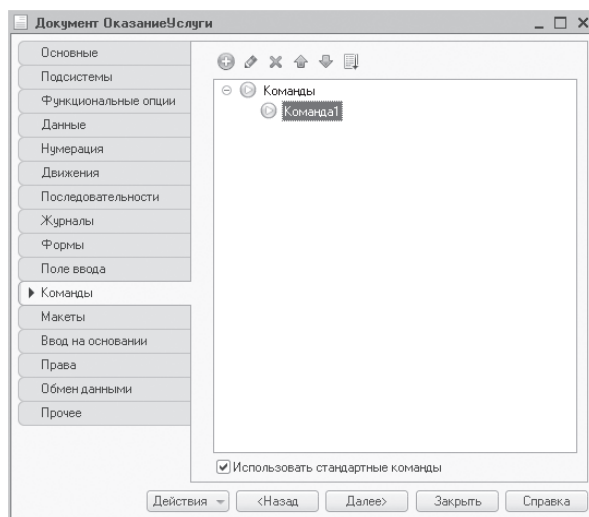 Документ ОказаниеУслуги
Основные
Подсистемы
Функциональные опции
Данные
Нумерация
Движения
Последовательности
Журналы
Формы
Поле ввода
Команды
Макеты
Ввод на основании
Права
Обмен данными
Прочее
Команды
Команда1
Использовать стандартные команды
Действия
<Назад
Далее>
Закрыть
Справка